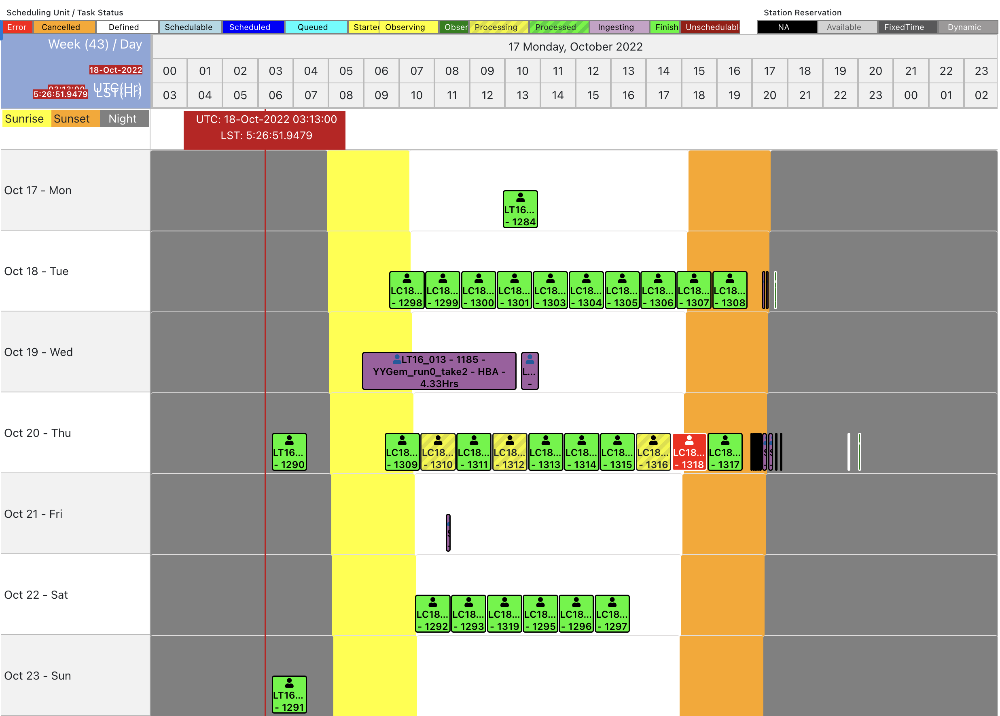 Scheduling Unit / Task Status
Station Reservation
Error Cancelled Defined Schedulable Scheduled Queued Starte Observing Obser Processing Processed Ingesting Finish Unschedulabl NA Available FixedTime Dynamic
Week (43) / Day
17 Monday, October 2022
18-Oct-2022
00 01 02 03 04 05 06 07 08 09 10 11 12 13 14 15 16 17 18 19 20 21 22 23
03:13:00 UTC(Hr)
5:26:51.9479 LST(Hr)
03 04 05 06 07 08 09 10 11 12 13 14 15 16 17 18 19 20 21 22 23 00 01 02
Sunrise Sunset Night
UTC: 18-Oct-2022 03:13:00
LST: 5:26:51.9479
Oct 17 - Mon
LT16...
- 1284
Oct 18 - Tue
LC18... LC18... LC18... LC18... LC18... LC18... LC18... LC18... LC18... LC18...
- 1298 - 1299 - 1300 - 1301 - 1303 - 1304 - 1305 - 1306 - 1307 - 1308
Oct 19 - Wed
LT16_013 - 1185 -
YYGem_run0_take2 - HBA -
4.33Hrs
L...
-
Oct 20 - Thu
LT16... LC18... LC18... LC18... LC18... LC18... LC18... LC18... LC18... LC18... LC18...
- 1290 - 1309 - 1310 - 1311 - 1312 - 1313 - 1314 - 1315 - 1316 - 1318 - 1317
Oct 21 - Fri
Oct 22 - Sat
LC18... LC18... LC18... LC18... LC18... LC18...
- 1292 - 1293 - 1319 - 1295 - 1296 - 1297
Oct 23 - Sun
LT16...
- 1291